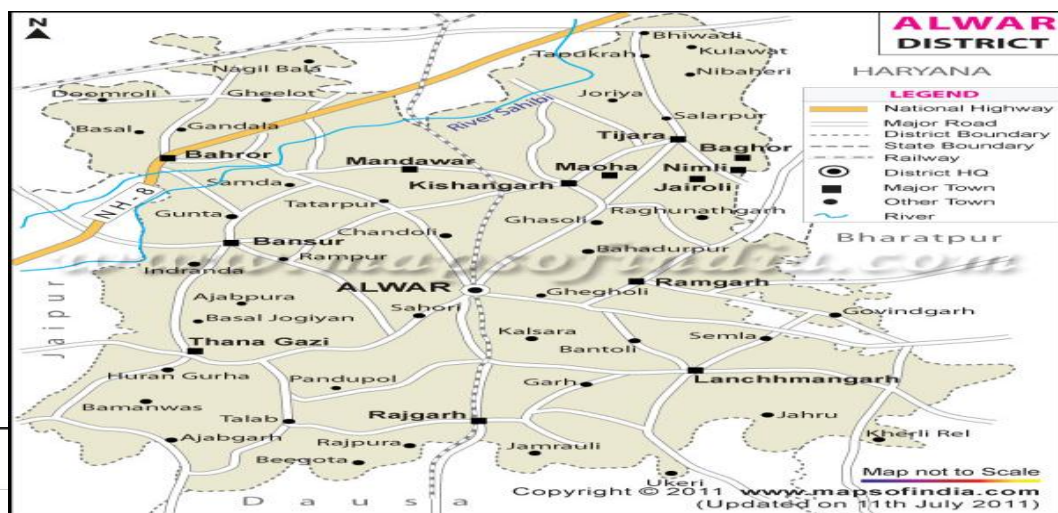 N
ALWAR
DISTRICT
Bhiwadi
Tapukrah
Kulawat
Nagil Bala
Nibaheri
HARYANA
Doomroli
Gheelot
Joriya
LEGEND
National Highway
Major Road
District Boundary
State Boundary
Railway
District HQ
Major Town
Other Town
River
River Sahibi
Salarpur
Basal
Gandala
Tijara
Bahror
Mandawar
Maoha
Baghor
Nimli
Kishangarh
Jairoli
Samda
NH-8
Tatarpur
Gunta
Ghasoli
Raghunathgarh
Chandoli
Bansur
Bahadurpur
Bharatpur
Rampur
www.mapsofindia.com
Indranda
ALWAR
Ramgarh
Ajabpura
Ghegholi
Sahori
Govindgarh
Jaipur
Basal Jogiyan
Kalsara
Semla
Thana Gazi
Bantoli
Huran Gurha
Pandupol
Garh
Lanchhmangarh
Bamanwas
Talab
Rajgarh
Jahru
Ajabgarh
Rajpura
Jamrauli
Kherli Rel
Beegota
Ukeri
Map not to Scale
Dausa
Copyright © 2011 www.mapsofindia.com
(Updated on 11th July 2011)